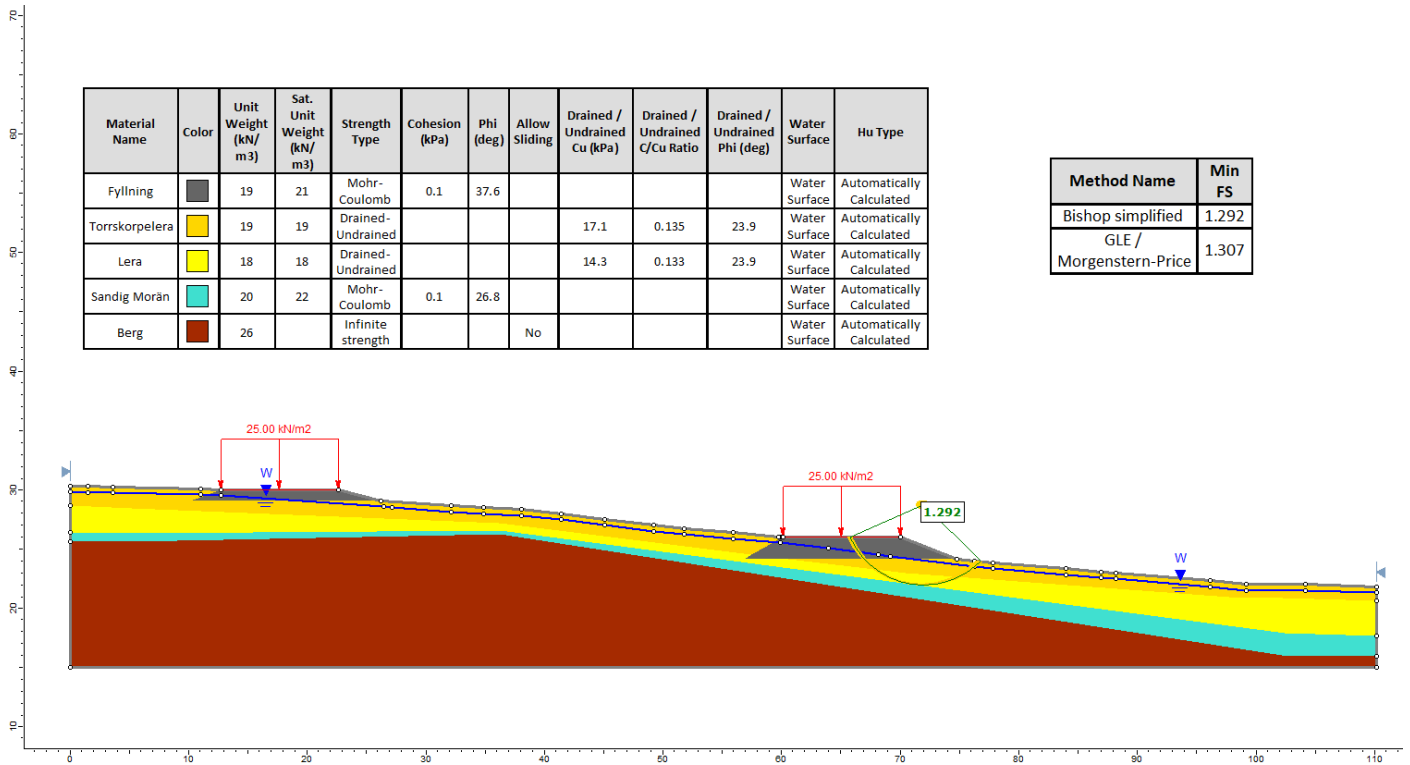 70
60
50
40
30
20
10
Material Name Color Unit Weight (kN/ m3) Sat. Unit Weight (kN/ m3) Strength Type Cohesion (kPa) Phi (deg) Allow Sliding Drained / Undrained Cu (kPa) Drained / Undrained C/Cu Ratio Drained / Undrained Phi (deg) Water Surface Hu Type
Fyllning 19 21 Mohr-Coulomb 0.1 37.6 Water Surface Automatically Calculated
Torrskorpelera 19 19 Drained-Undrained 17.1 0.135 23.9 Water Surface Automatically Calculated
Lera 18 18 Drained-Undrained 14.3 0.133 23.9 Water Surface Automatically Calculated
Sandig Morän 20 22 Mohr-Coulomb 0.1 26.8 Water Surface Automatically Calculated
Berg 26 Infinite strength No Water Surface Automatically Calculated
Method Name Min FS
Bishop simplified 1.292
GLE / Morgenstern-Price 1.307
25.00 kN/m2
W
25.00 kN/m2
1.292
W
0 10 20 30 40 50 60 70 80 90 100 110